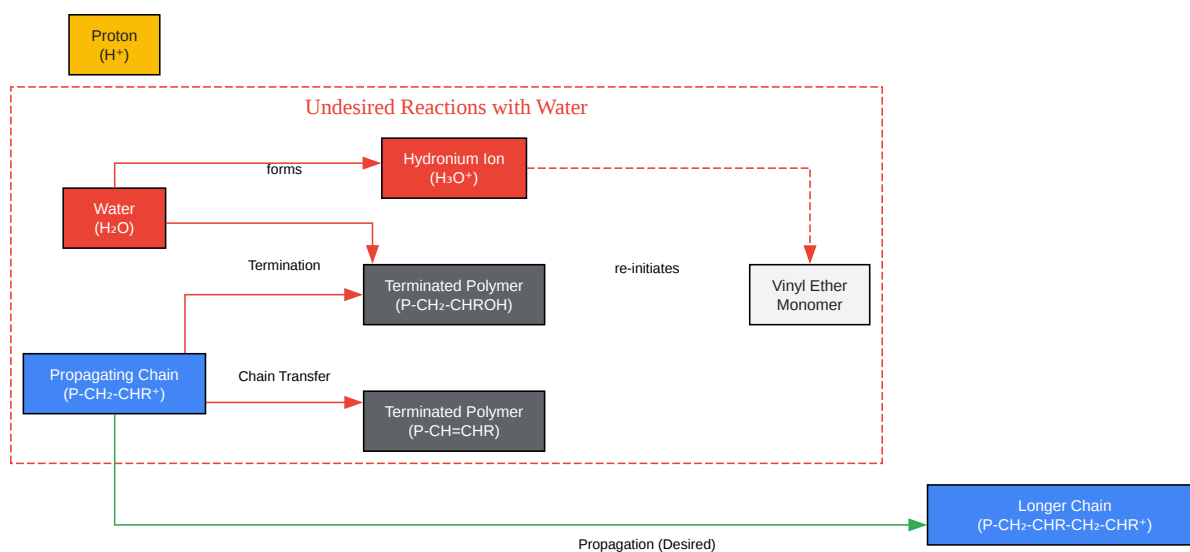 Proton
(H⁺)
Undesired Reactions with Water
Hydronium Ion
(H₃O⁺)
forms
Water
(H₂O)
Termination
re-initiates
Terminated Polymer
(P-CH₂-CHROH)
Vinyl Ether
Monomer
Propagating Chain
(P-CH₂-CHR⁺)
Chain Transfer
Terminated Polymer
(P-CH=CHR)
Longer Chain
(P-CH₂-CHR-CH₂-CHR⁺)
Propagation (Desired)